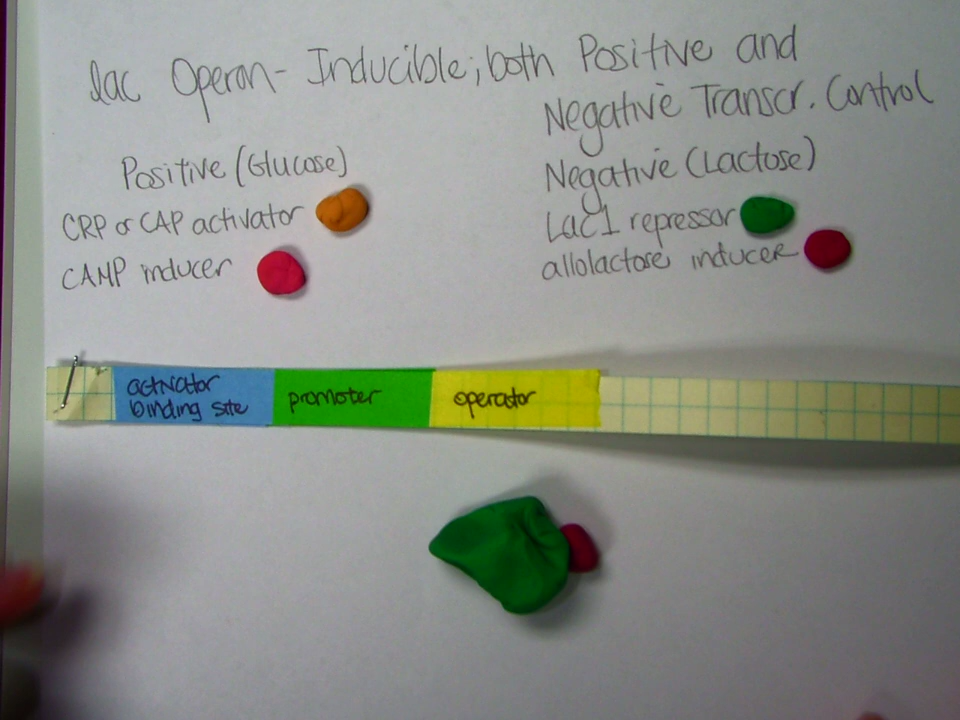 lac Operon - Inducible; both Positive and
Negative Transcr. Control
Positive (Glucose)
CRP or CAP activator
CAMP inducer
Negative (Lactose)
LacI repressor
allolactose inducer
activator
binding site
promoter
operator